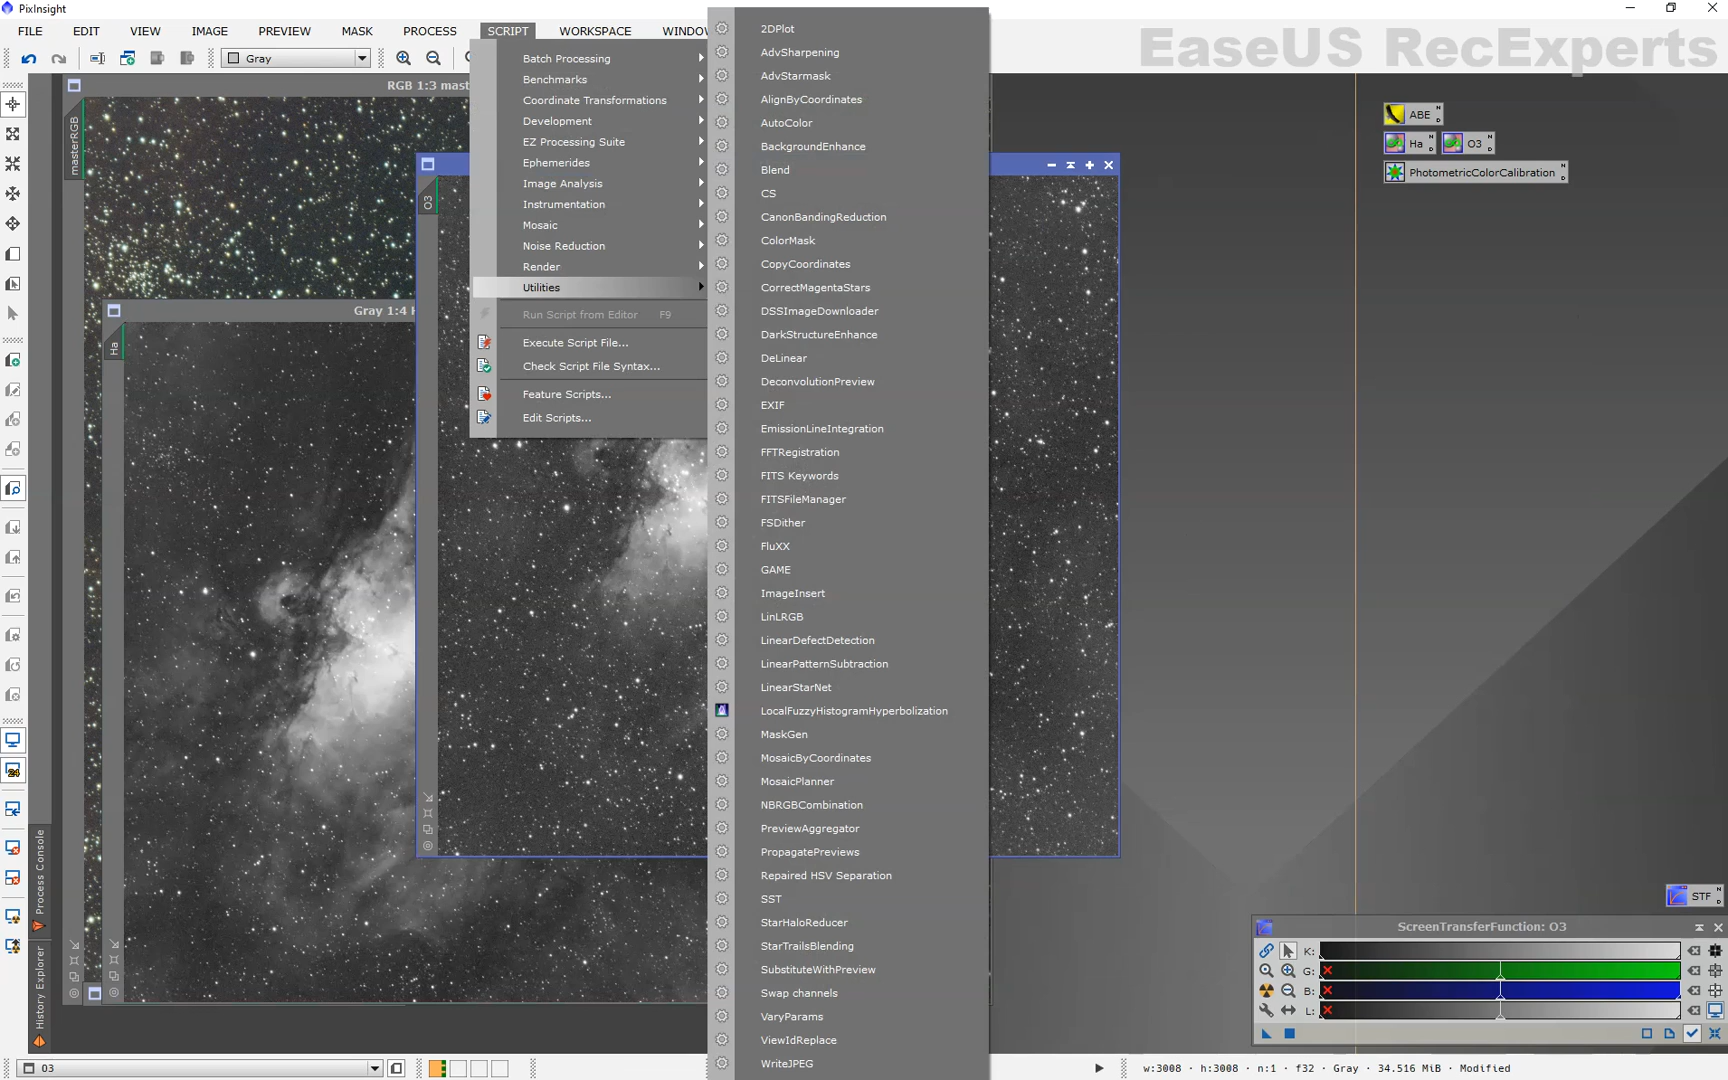 PixInsight
FILE EDIT VIEW IMAGE PREVIEW MASK PROCESS SCRIPT WORKSPACE WINDOW
EaseUS RecExperts
Gray
RGB 1:3 mast
masterRGB
Gray 1:4 H
Ha
O3
Batch Processing
Benchmarks
Coordinate Transformations
Development
EZ Processing Suite
Ephemerides
Image Analysis
Instrumentation
Mosaic
Noise Reduction
Render
Utilities
Run Script from Editor F9
Execute Script File...
Check Script File Syntax...
Feature Scripts...
Edit Scripts...
2DPlot
AdvSharpening
AdvStarmask
AlignByCoordinates
AutoColor
BackgroundEnhance
Blend
CS
CanonBandingReduction
ColorMask
CopyCoordinates
CorrectMagentaStars
DSSImageDownloader
DarkStructureEnhance
DeLinear
DeconvolutionPreview
EXIF
EmissionLineIntegration
FFTRegistration
FITS Keywords
FITSFileManager
FSDither
FluXX
GAME
ImageInsert
LinLRGB
LinearDefectDetection
LinearPatternSubtraction
LinearStarNet
LocalFuzzyHistogramHyperbolization
MaskGen
MosaicByCoordinates
MosaicPlanner
NBRGBCombination
PreviewAggregator
PropagatePreviews
Repaired HSV Separation
SST
StarHaloReducer
StarTrailsBlending
SubstituteWithPreview
Swap channels
VaryParams
ViewIdReplace
WriteJPEG
ABE
Ha O3
PhotometricColorCalibration
STF
ScreenTransferFunction: O3
K:
G:
B:
L:
Process Console
History Explorer
O3
w:3008 · h:3008 · n:1 · f32 · Gray · 34.516 MiB · Modified